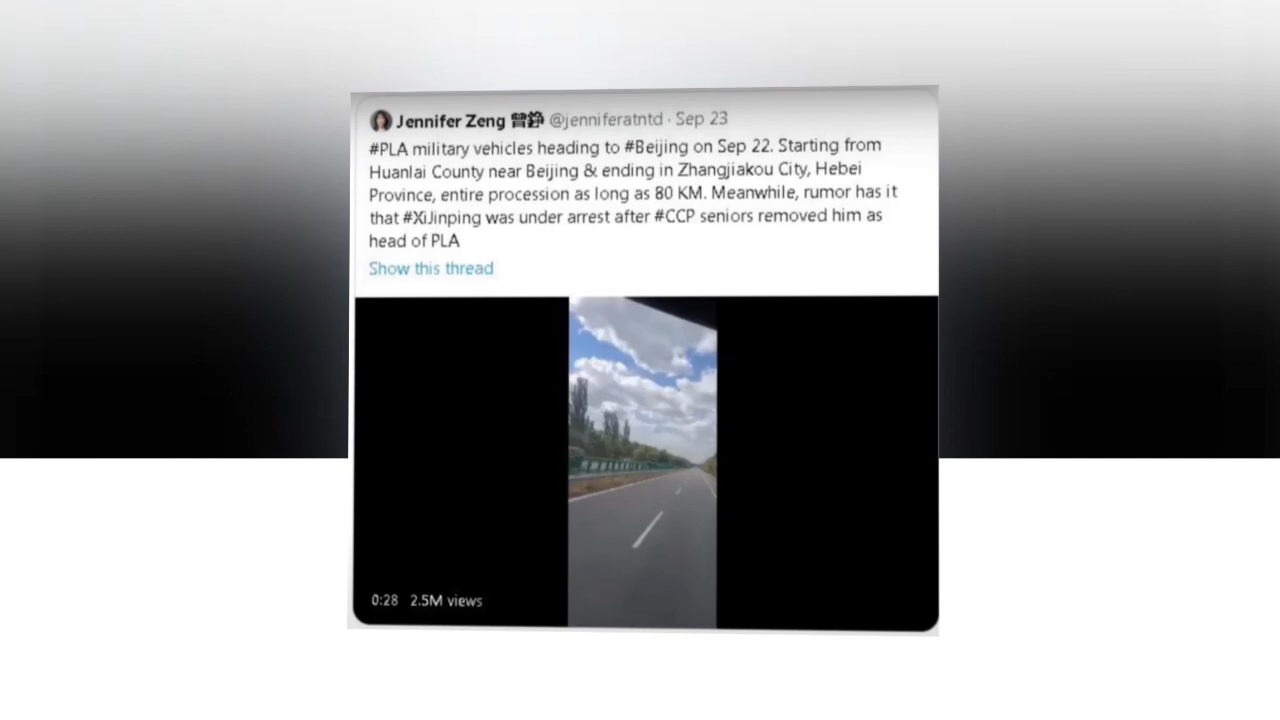 Jennifer Zeng 曾錚 @jenniferatntd · Sep 23
#PLA military vehicles heading to #Beijing on Sep 22. Starting from
Huanlai County near Beijing & ending in Zhangjiakou City, Hebei
Province, entire procession as long as 80 KM. Meanwhile, rumor has it
that #XiJinping was under arrest after #CCP seniors removed him as
head of PLA
Show this thread
0:28 2.5M views